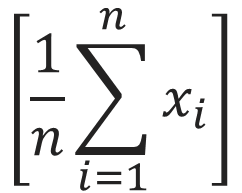 [1/n ∑_{i=1}^{n} x_i]